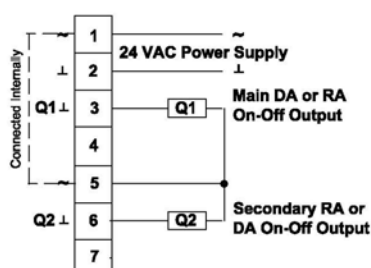 ~ 1 ~
24 VAC Power Supply
⊥ 2 ⊥
Connected Internally
Q1 ⊥ 3 Q1 Main DA or RA
On-Off Output
4
~ 5
Q2 ⊥ 6 Q2 Secondary RA or
DA On-Off Output
7